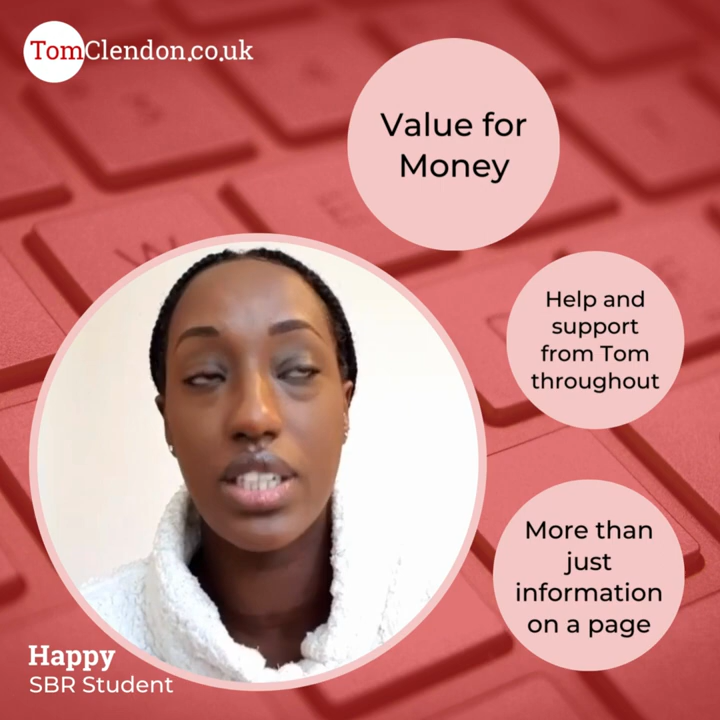 TomClendon.co.uk
Value for
Money
Help and
support
from Tom
throughout
More than
just
information
on a page
Happy
SBR Student